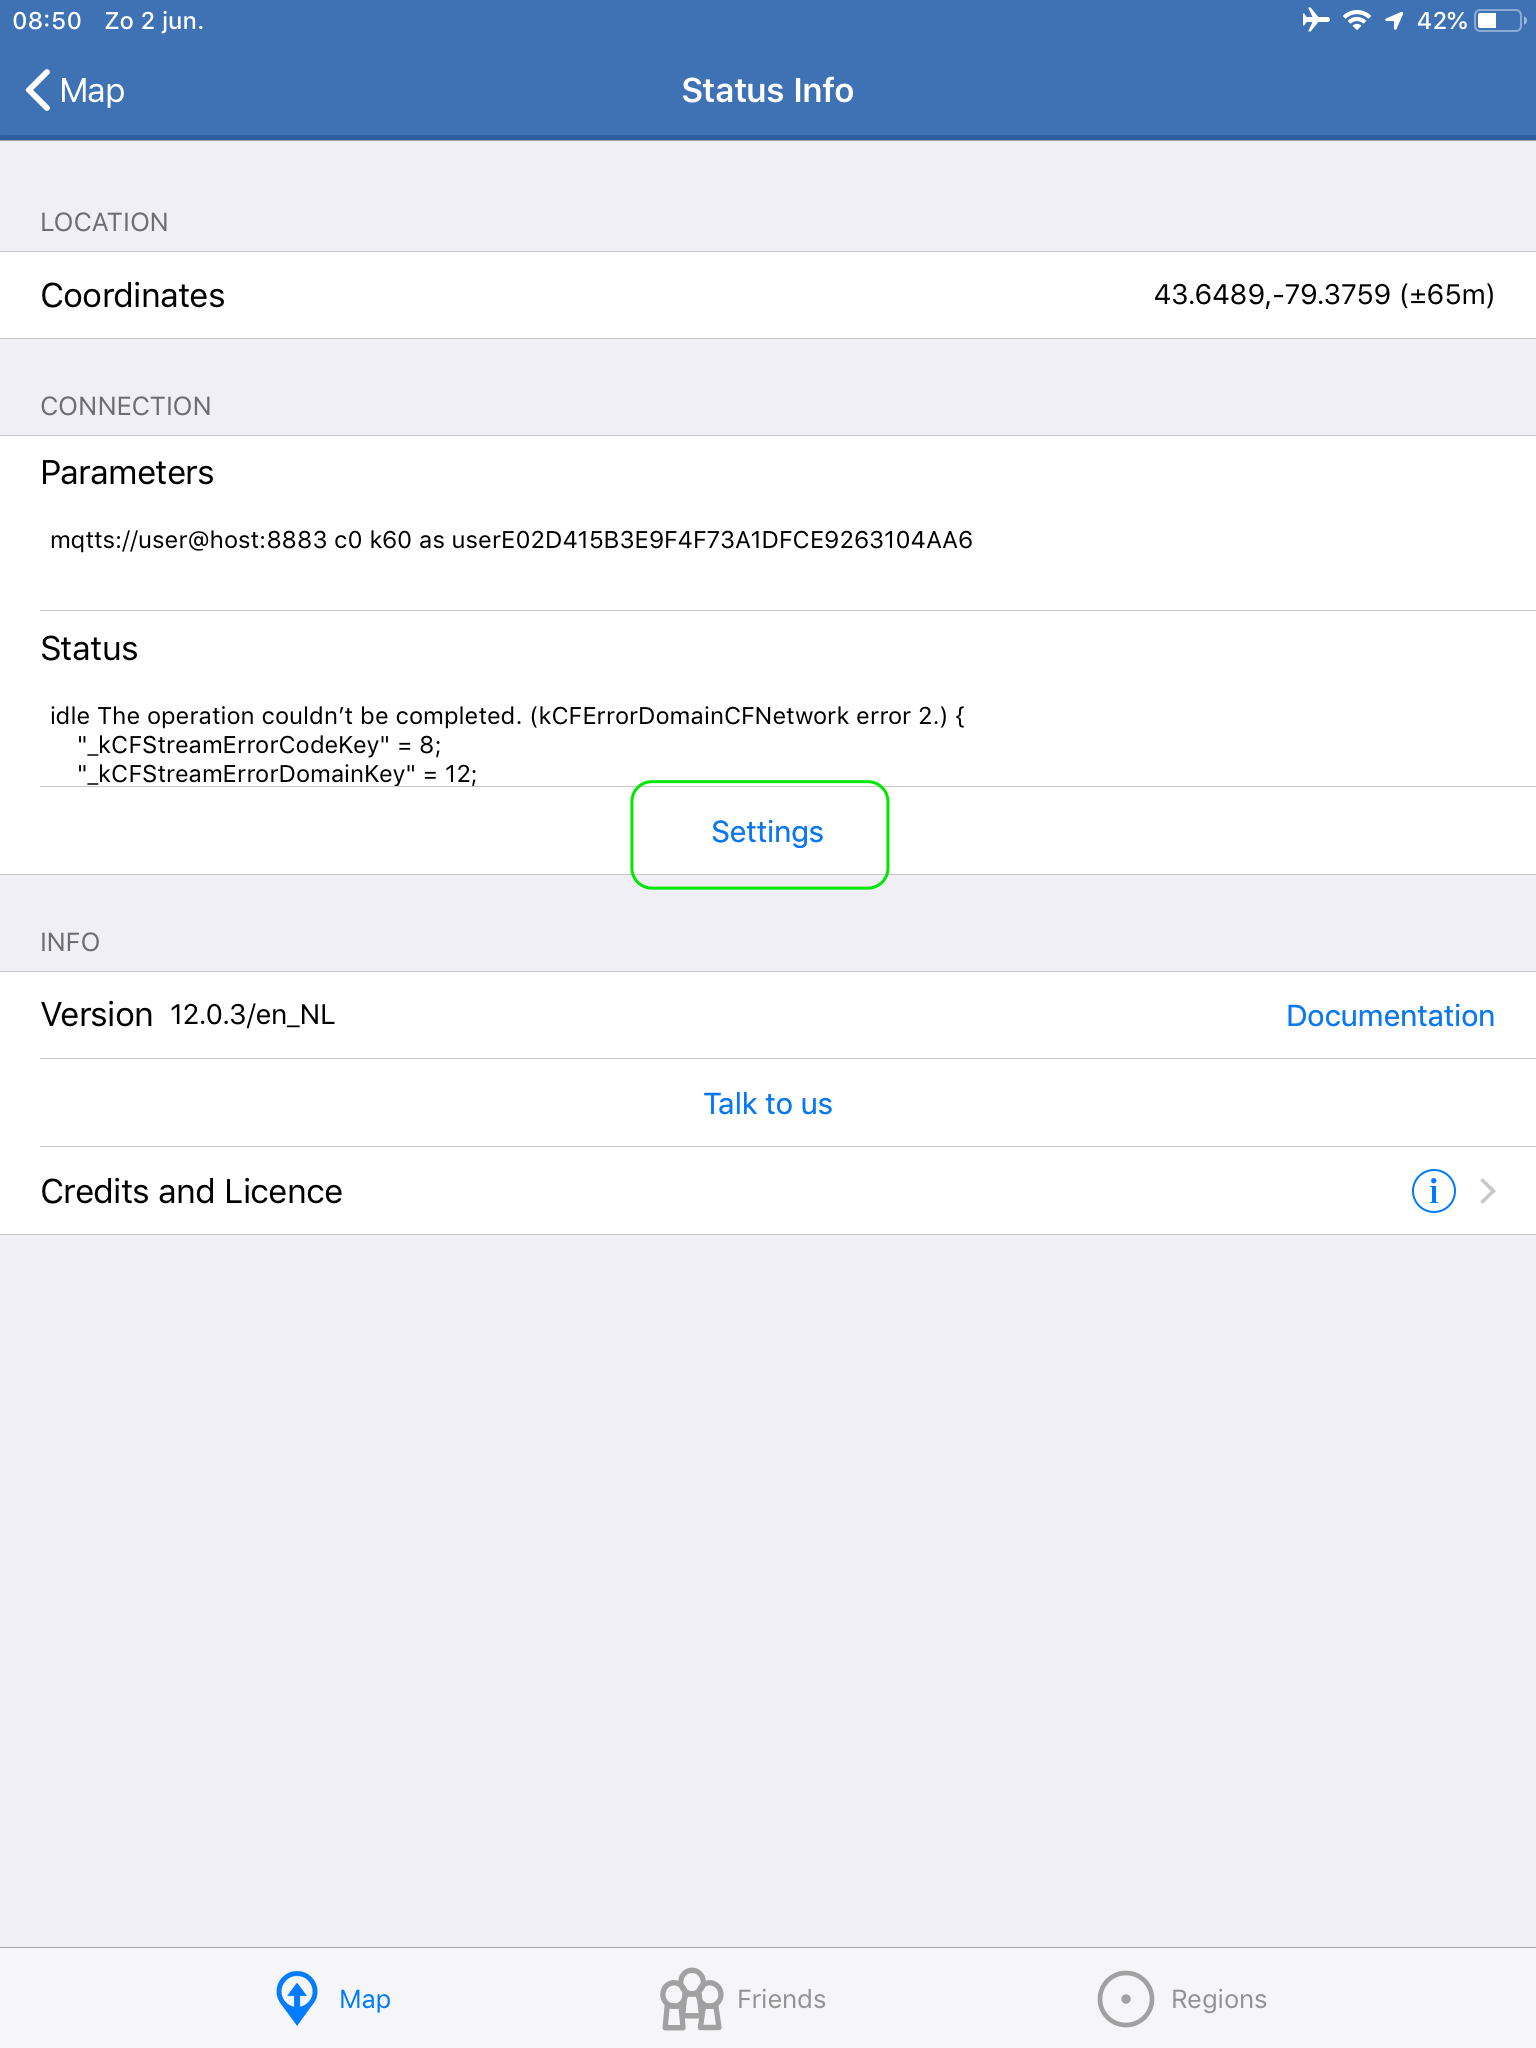 08:50 Zo 2 jun. 42%
Map Status Info
LOCATION
Coordinates 43.6489,-79.3759 (±65m)
CONNECTION
Parameters
mqtts://user@host:8883 c0 k60 as userE02D415B3E9F4F73A1DFCE9263104AA6
Status
idle The operation couldn’t be completed. (kCFErrorDomainCFNetwork error 2.) {
"_kCFStreamErrorCodeKey" = 8;
"_kCFStreamErrorDomainKey" = 12;
Settings
INFO
Version 12.0.3/en_NL Documentation
Talk to us
Credits and Licence
Map Friends Regions